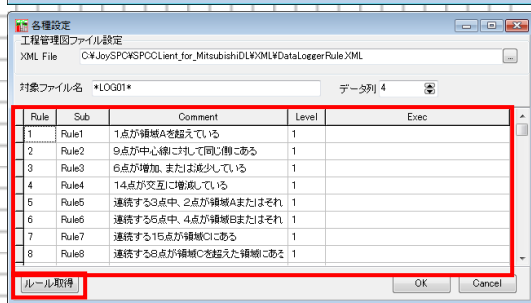 各種設定
工程管理図ファイル設定
XML File C:¥JoySPC¥SPCCLient_for_MitsubishiDL¥XML¥DataLoggerRule.XML ...
対象ファイル名 *LOG01* データ列 4
Rule Sub Comment Level Exec
1 Rule1 1点が領域Aを超えている 1
2 Rule2 9点が中心線に対して同じ側にある 1
3 Rule3 6点が増加、または減少している 1
4 Rule4 14点が交互に増減している 1
5 Rule5 連続する3点中、2点が領域Aまたはそれ 1
6 Rule6 連続する5点中、4点が領域Bまたはそれ 1
7 Rule7 連続する15点が領域Cにある 1
8 Rule8 連続する8点が領域Cを超えた領域にある 1
ルール取得 OK Cancel